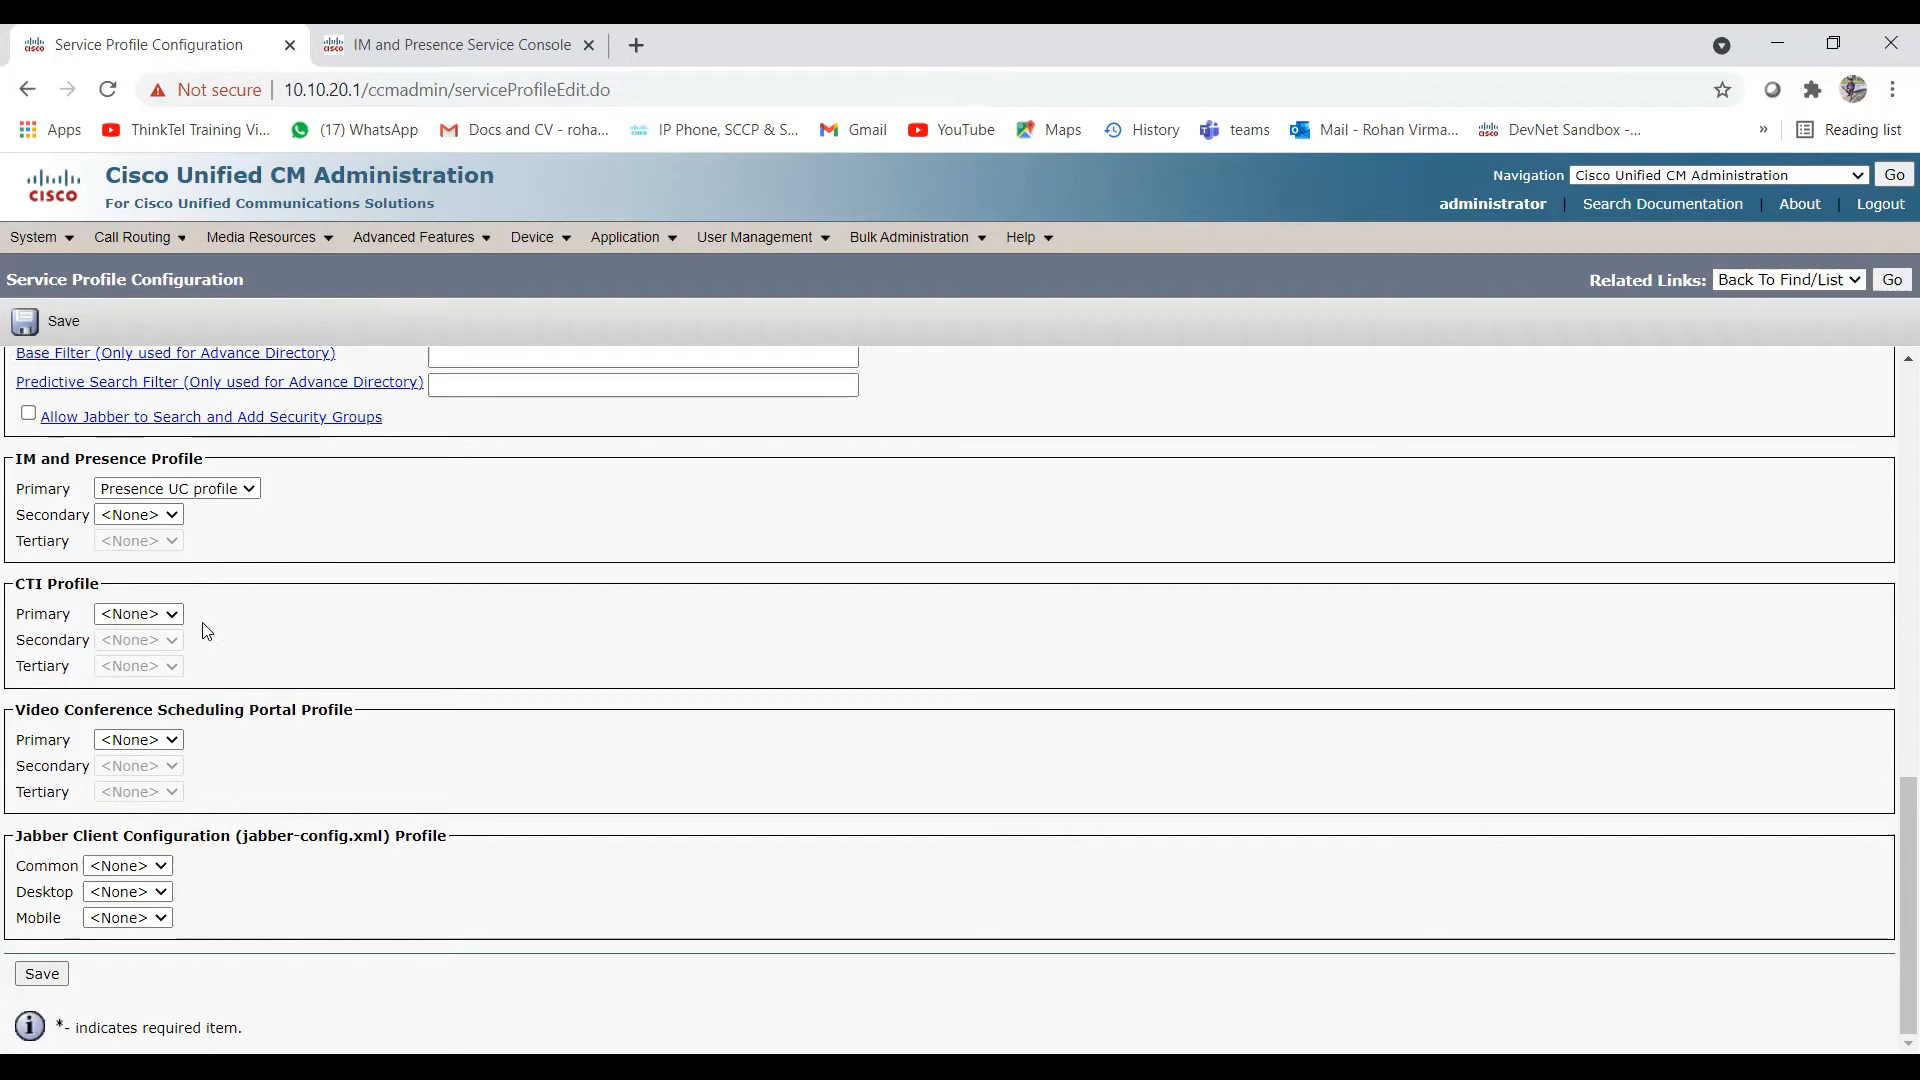 Service Profile Configuration
IM and Presence Service Console
Not secure
10.10.20.1/ccmadmin/serviceProfileEdit.do
Apps
ThinkTel Training Vi...
(17) WhatsApp
Docs and CV - roha...
IP Phone, SCCP & S...
Gmail
YouTube
Maps
History
teams
Mail - Rohan Virma...
DevNet Sandbox -...
»
Reading list
CISCO
Cisco Unified CM Administration
For Cisco Unified Communications Solutions
Navigation
Cisco Unified CM Administration
Go
administrator
Search Documentation
About
Logout
System
Call Routing
Media Resources
Advanced Features
Device
Application
User Management
Bulk Administration
Help
Service Profile Configuration
Related Links:
Back To Find/List
Go
Save
Base Filter (Only used for Advance Directory)
Predictive Search Filter (Only used for Advance Directory)
Allow Jabber to Search and Add Security Groups
IM and Presence Profile
Primary Presence UC profile
Secondary <None>
Tertiary <None>
CTI Profile
Primary <None>
Secondary <None>
Tertiary <None>
Video Conference Scheduling Portal Profile
Primary <None>
Secondary <None>
Tertiary <None>
Jabber Client Configuration (jabber-config.xml) Profile
Common <None>
Desktop <None>
Mobile <None>
Save
*- indicates required item.